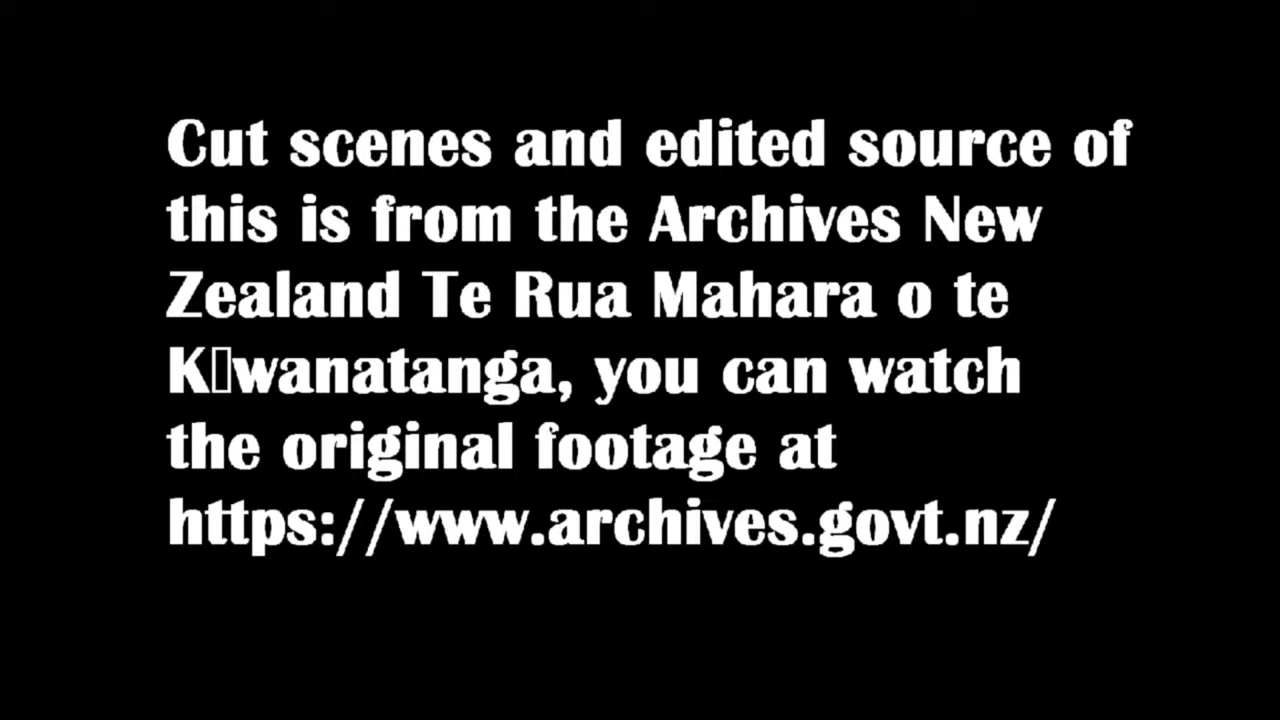 Cut scenes and edited source of
this is from the Archives New
Zealand Te Rua Mahara o te
K▯wanatanga, you can watch
the original footage at
https://www.archives.govt.nz/